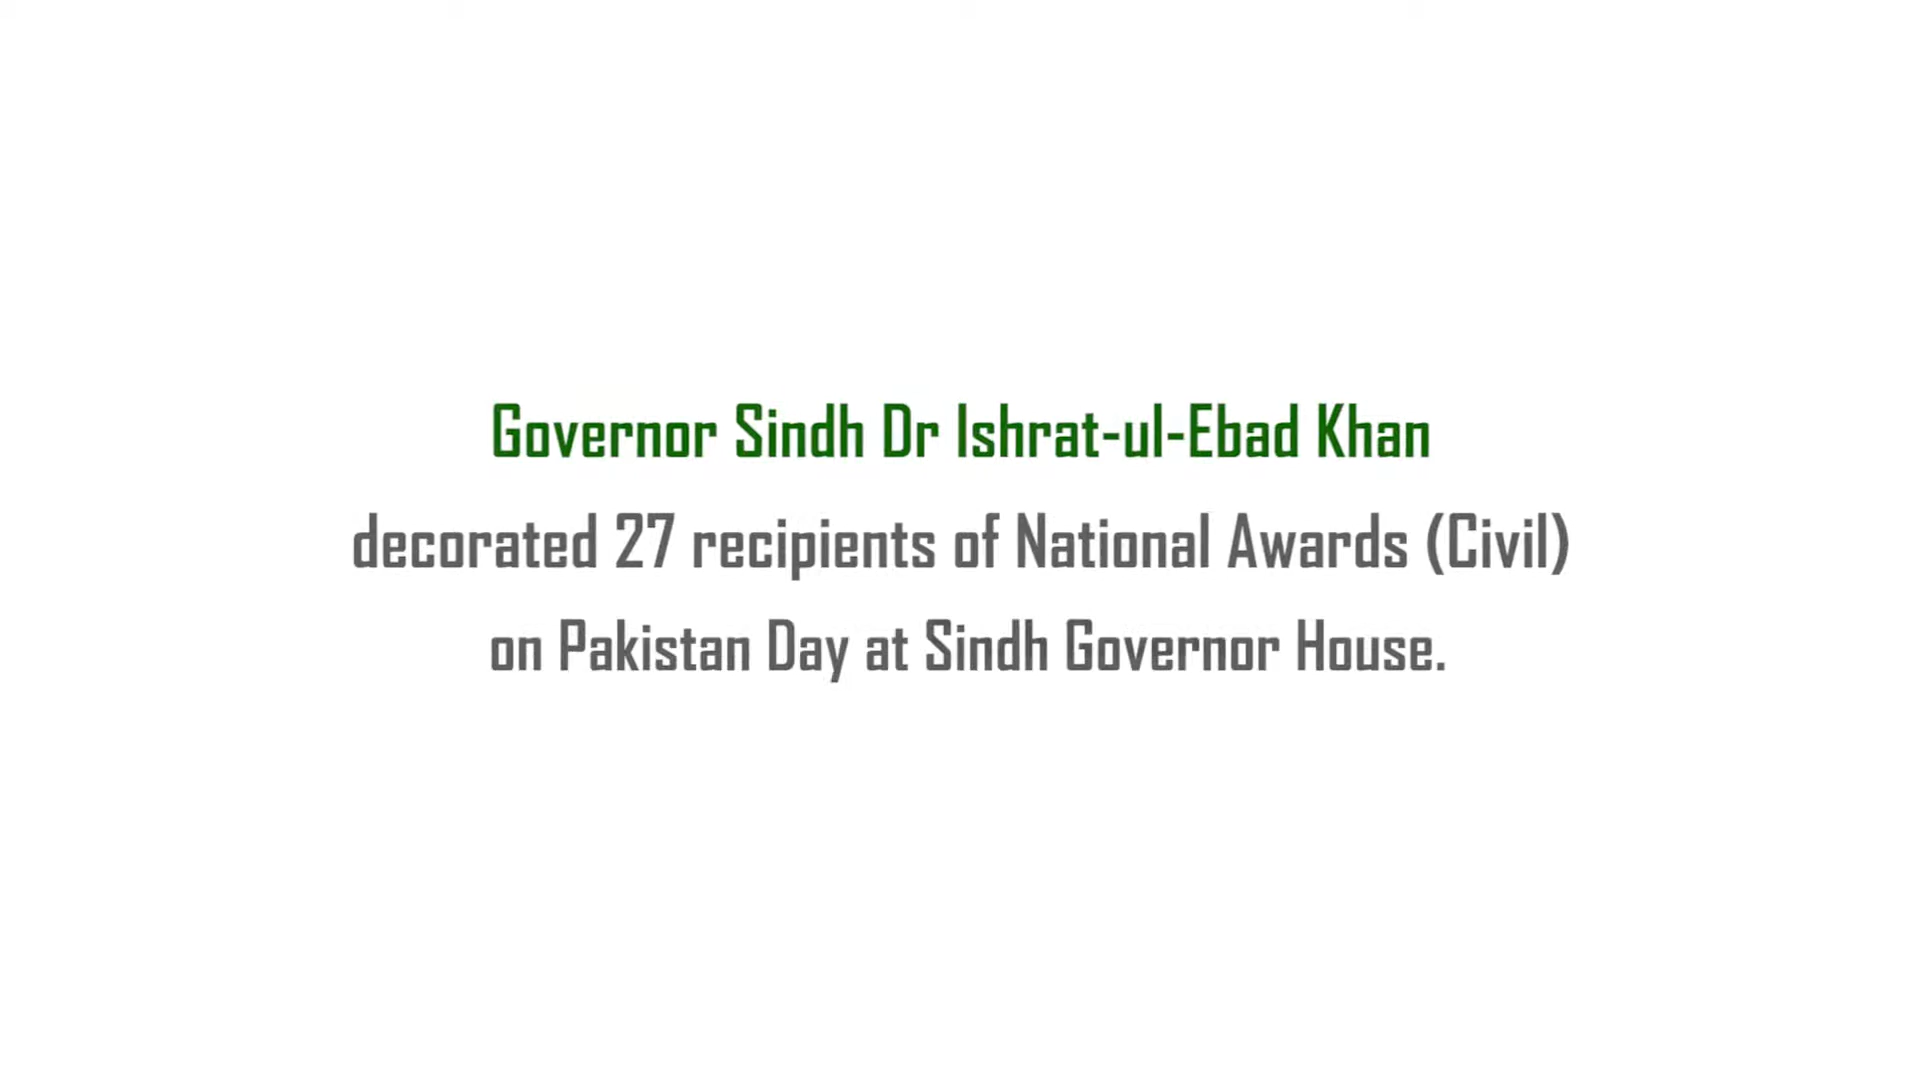 Governor Sindh Dr Ishrat-ul-Ebad Khan
decorated 27 recipients of National Awards (Civil)
on Pakistan Day at Sindh Governor House.